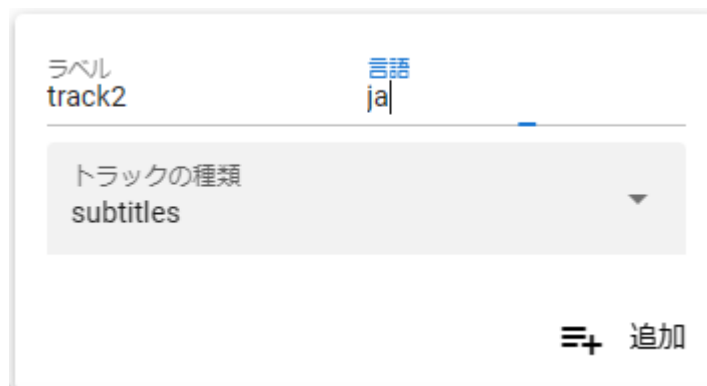 ラベル 言語
track2 ja
トラックの種類
subtitles
追加